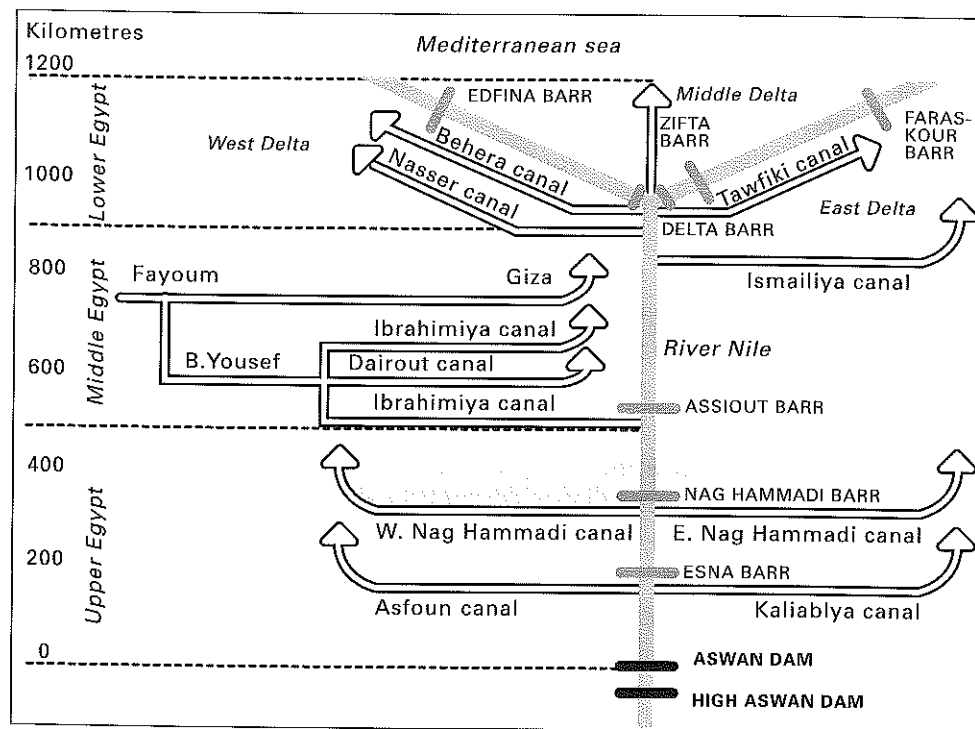 Kilometres
Mediterranean sea
1200
EDFINA BARR
Middle Delta
ZIFTA
BARR
FARAS-
KOUR
BARR
Lower Egypt
West Delta
Behera canal
Nasser canal
Tawfiki canal
1000
East Delta
DELTA BARR
800
Fayoum
Giza
Ismailiya canal
Middle Egypt
Ibrahimiya canal
River Nile
600
B.Yousef
Dairout canal
Ibrahimiya canal
ASSIOUT BARR
400
NAG HAMMADI BARR
W. Nag Hammadi canal
E. Nag Hammadi canal
Upper Egypt
200
ESNA BARR
Asfoun canal
Kaliablya canal
0
ASWAN DAM
HIGH ASWAN DAM